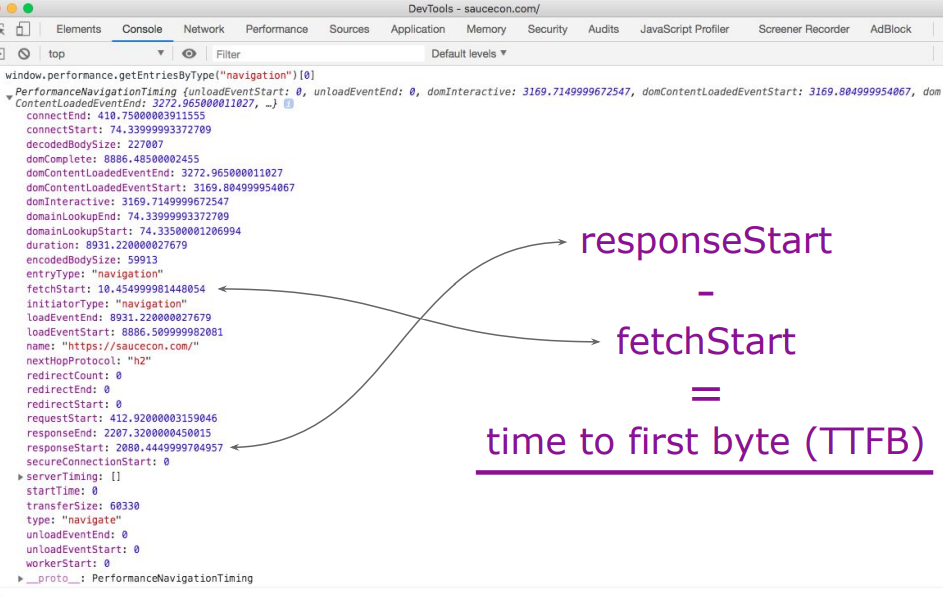 DevTools - saucecon.com/
Elements Console Network Performance Sources Application Memory Security Audits JavaScript Profiler Screener Recorder AdBlock
top ▼ Filter Default levels ▼
window.performance.getEntriesByType("navigation")[0]
PerformanceNavigationTiming {unloadEventStart: 0, unloadEventEnd: 0, domInteractive: 3169.7149999672547, domContentLoadedEventStart: 3169.804999954067, dom
ContentLoadedEventEnd: 3272.965000011027, …}
connectEnd: 410.75000003911555
connectStart: 74.33999993372709
decodedBodySize: 227007
domComplete: 8886.48500002455
domContentLoadedEventEnd: 3272.965000011027
domContentLoadedEventStart: 3169.804999954067
domInteractive: 3169.7149999672547
domainLookupEnd: 74.33999993372709
domainLookupStart: 74.33500001206994
duration: 8931.220000027679
encodedBodySize: 59913
entryType: "navigation"
fetchStart: 10.454999981448054
initiatorType: "navigation"
loadEventEnd: 8931.220000027679
loadEventStart: 8886.509999982081
name: "https://saucecon.com/"
nextHopProtocol: "h2"
redirectCount: 0
redirectEnd: 0
redirectStart: 0
requestStart: 412.92000003159046
responseEnd: 2207.3200000450015
responseStart: 2080.4449999704957
secureConnectionStart: 0
serverTiming: []
startTime: 0
transferSize: 60330
type: "navigate"
unloadEventEnd: 0
unloadEventStart: 0
workerStart: 0
__proto__: PerformanceNavigationTiming
responseStart
-
fetchStart
=
time to first byte (TTFB)